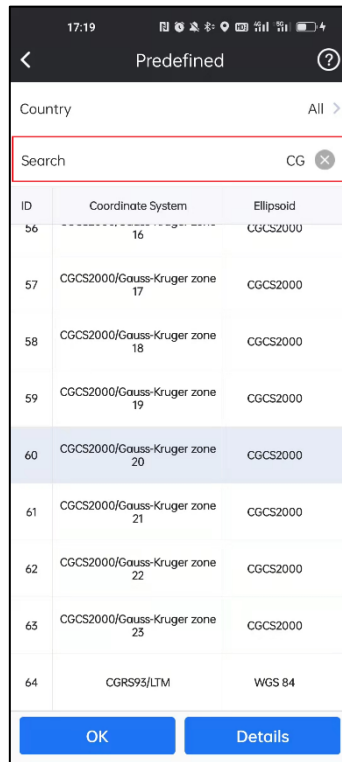 17:19
Predefined
Country All
Search CG
ID Coordinate System Ellipsoid
56 16 CGCS2000
57 CGCS2000/Gauss-Kruger zone 17 CGCS2000
58 CGCS2000/Gauss-Kruger zone 18 CGCS2000
59 CGCS2000/Gauss-Kruger zone 19 CGCS2000
60 CGCS2000/Gauss-Kruger zone 20 CGCS2000
61 CGCS2000/Gauss-Kruger zone 21 CGCS2000
62 CGCS2000/Gauss-Kruger zone 22 CGCS2000
63 CGCS2000/Gauss-Kruger zone 23 CGCS2000
64 CGRS93/LTM WGS 84
OK Details